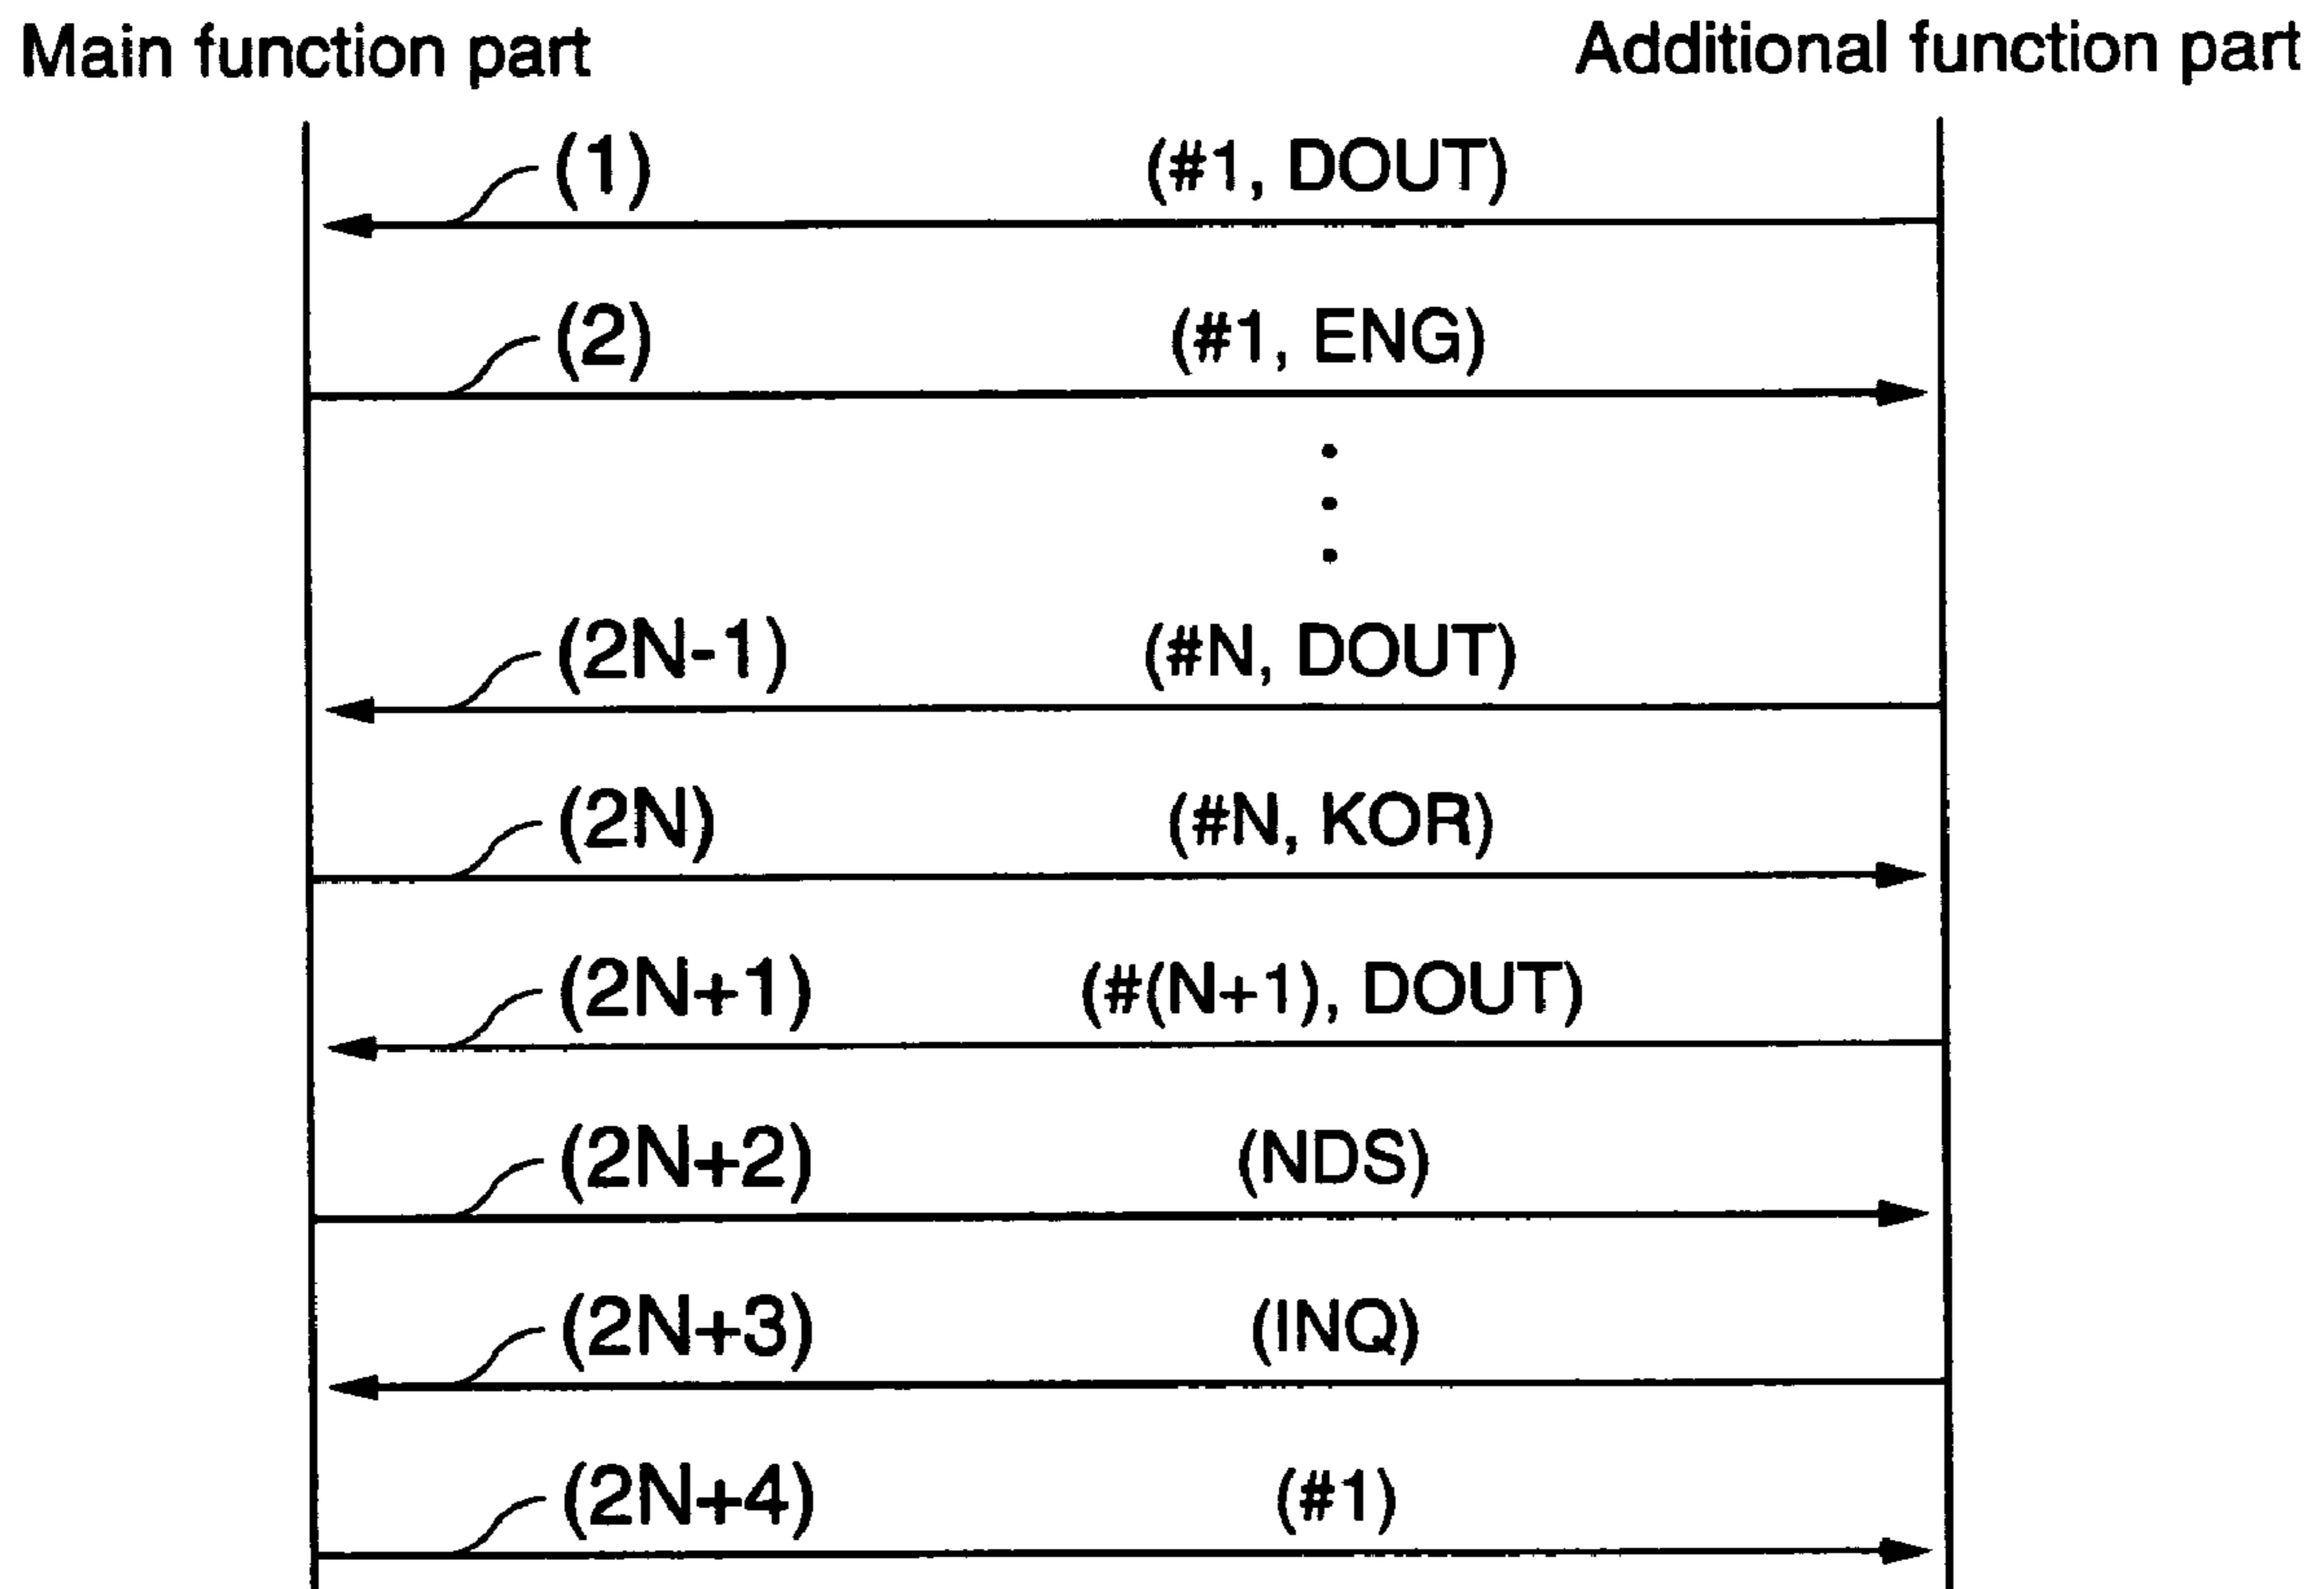 Main function part Additional function part
(1) (#1, DOUT)
(2) (#1, ENG)
(2N-1) (#N, DOUT)
(2N) (#N, KOR)
(2N+1) (#(N+1), DOUT)
(2N+2) (NDS)
(2N+3) (INQ)
(2N+4) (#1)